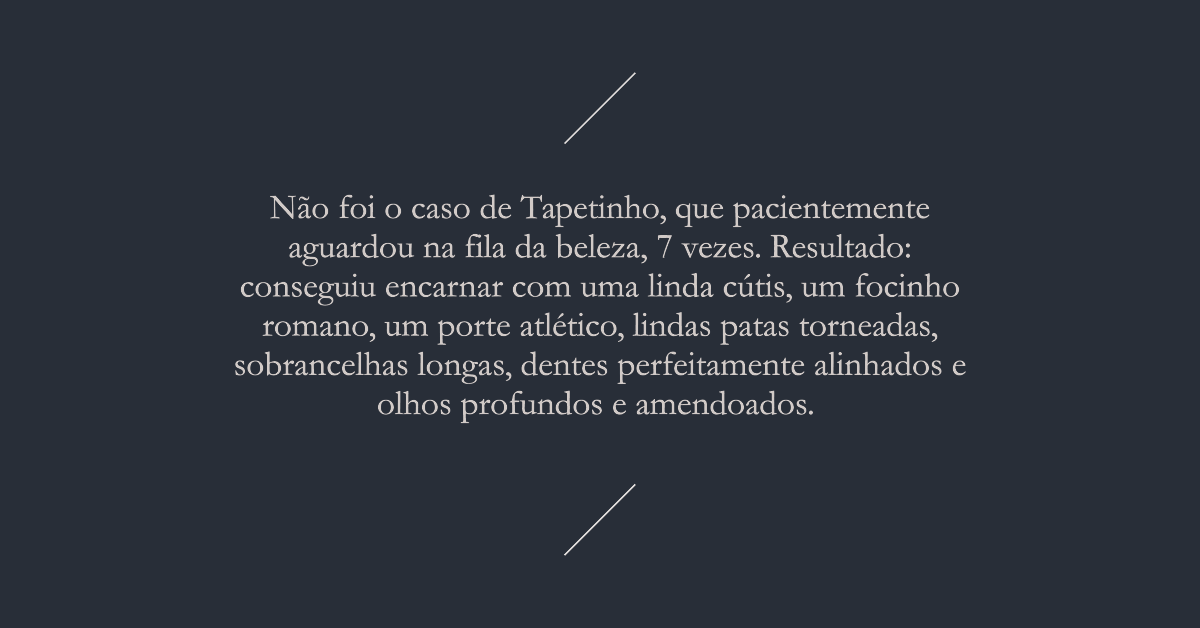 Não foi o caso de Tapetinho, que pacientemente
aguardou na fila da beleza, 7 vezes. Resultado:
conseguiu encarnar com uma linda cútis, um focinho
romano, um porte atlético, lindas patas torneadas,
sobrancelhas longas, dentes perfeitamente alinhados e
olhos profundos e amendoados.